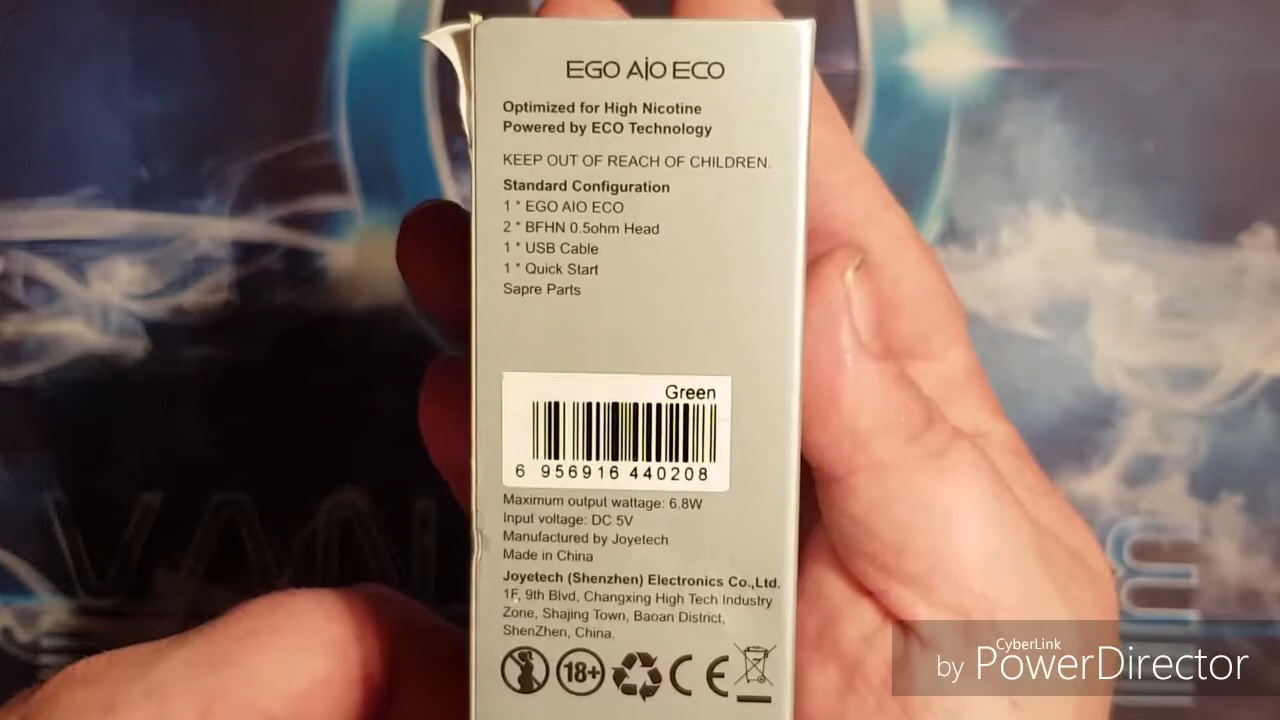 EGO AIO ECO
Optimized for High Nicotine
Powered by ECO Technology
KEEP OUT OF REACH OF CHILDREN.
Standard Configuration
1 * EGO AIO ECO
2 * BFHN 0.5ohm Head
1 * USB Cable
1 * Quick Start
Sapre Parts
Green
6 956916 440208
Maximum output wattage: 6.8W
Input voltage: DC 5V
Manufactured by Joyetech
Made in China
Joyetech (Shenzhen) Electronics Co.,Ltd.
1F, 9th Blvd, Changxing High Tech Industry
Zone, Shajing Town, Baoan District,
ShenZhen, China.
18+ CE
CyberLink
by PowerDirector